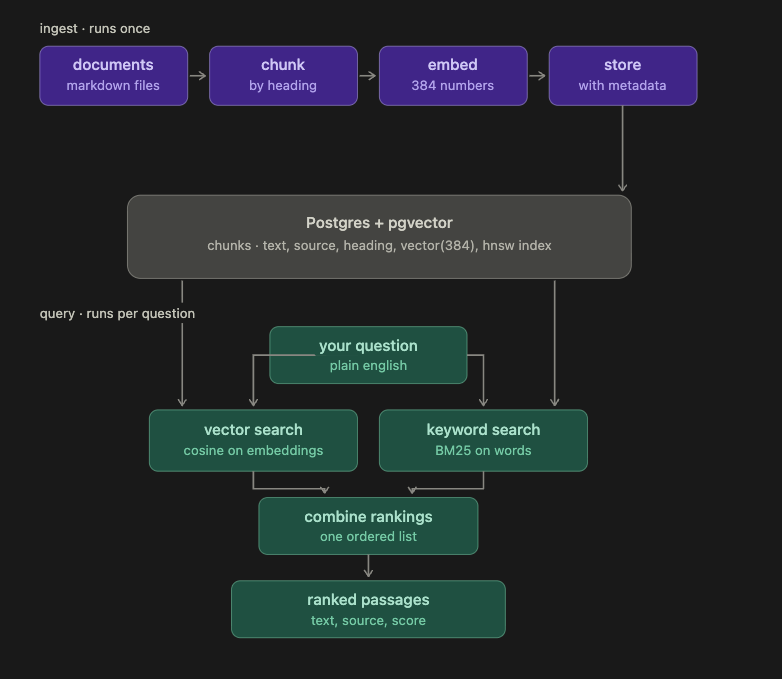 ingest · runs once
documents
markdown files
chunk
by heading
embed
384 numbers
store
with metadata
Postgres + pgvector
chunks · text, source, heading, vector(384), hnsw index
query · runs per question
your question
plain english
vector search
cosine on embeddings
keyword search
BM25 on words
combine rankings
one ordered list
ranked passages
text, source, score